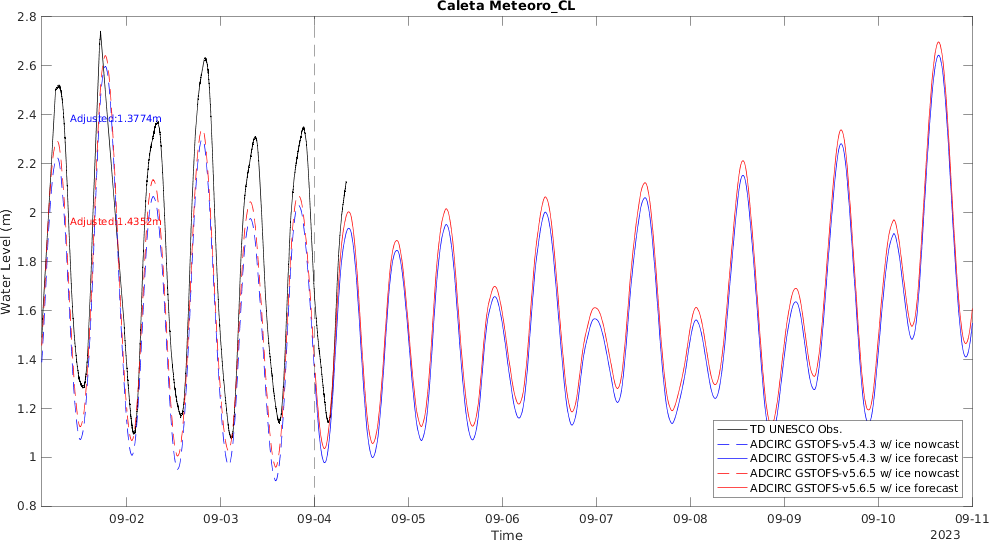 Caleta Meteoro_CL
2.8
2.6
2.4
2.2
2
1.8
1.6
1.4
1.2
1
0.8
Water Level (m)
Adjusted:1.3774m
Adjusted:1.4352m
TD UNESCO Obs.
ADCIRC GSTOFS-v5.4.3 w/ ice nowcast
ADCIRC GSTOFS-v5.4.3 w/ ice forecast
ADCIRC GSTOFS-v5.6.5 w/ ice nowcast
ADCIRC GSTOFS-v5.6.5 w/ ice forecast
09-02 09-03 09-04 09-05 09-06 09-07 09-08 09-09 09-10 09-11
Time
2023